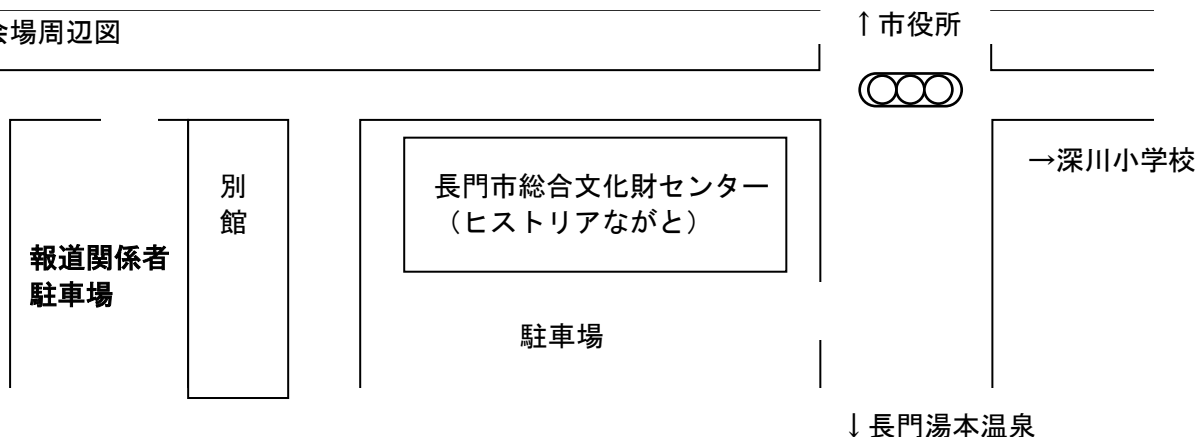 会場周辺図
↑市役所
→深川小学校
別館
長門市総合文化財センター
（ヒストリアながと）
報道関係者
駐車場
駐車場
↓長門湯本温泉